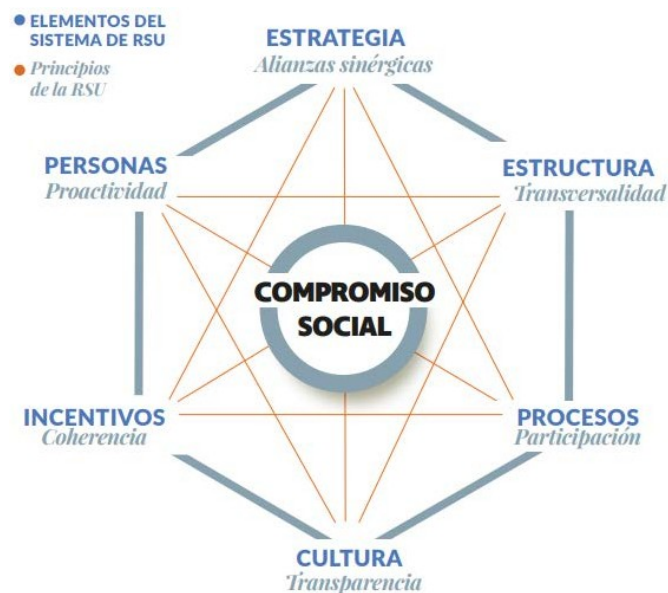 ELEMENTOS DEL
SISTEMA DE RSU
Principios
de la RSU
ESTRATEGIA
Alianzas sinérgicas
PERSONAS
Proactividad
ESTRUCTURA
Transversalidad
COMPROMISO
SOCIAL
INCENTIVOS
Coherencia
PROCESOS
Participación
CULTURA
Transparencia